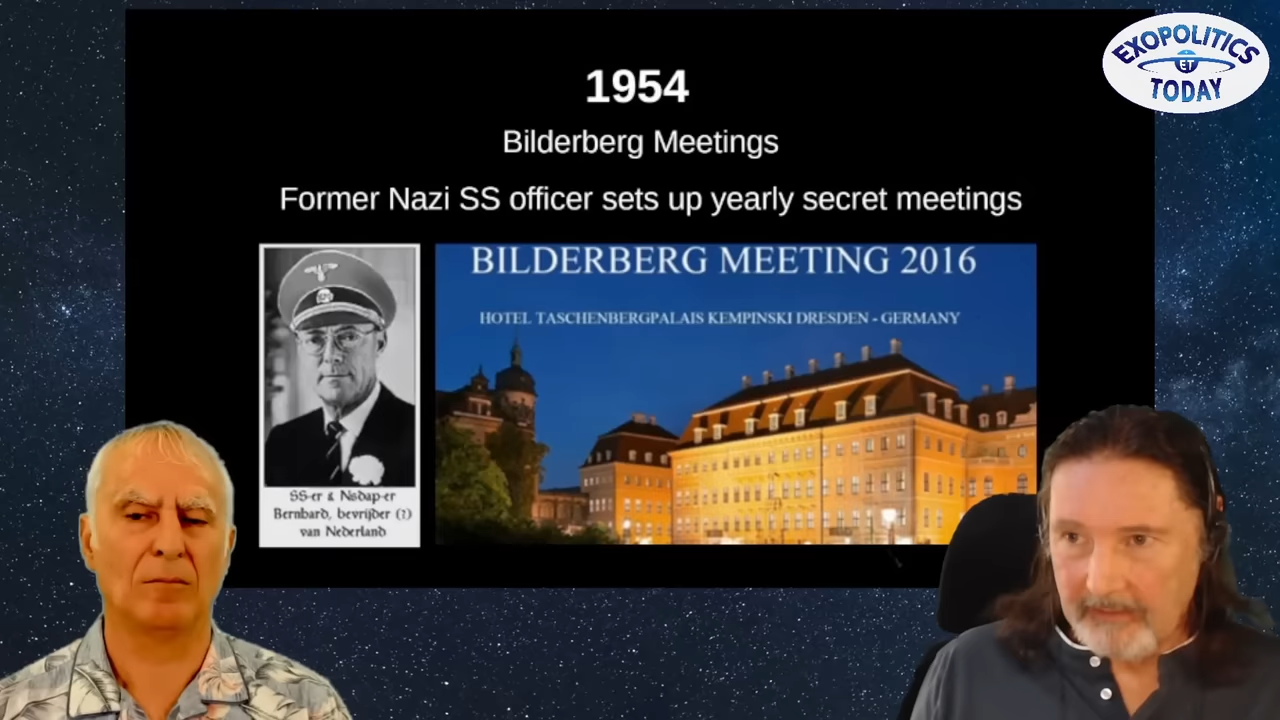 EXOPOLITICS
ET
TODAY
1954
Bilderberg Meetings
Former Nazi SS officer sets up yearly secret meetings
BILDERBERG MEETING 2016
HOTEL TASCHENBERGPALAIS KEMPINSKI DRESDEN - GERMANY
SS-er & Nsdap-er
Bernhard, bevrijder (?)
van Nederland